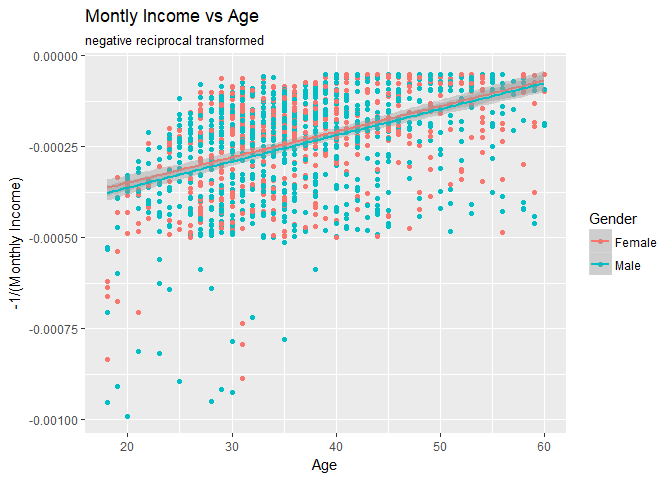 Montly Income vs Age
negative reciprocal transformed
0.00000
-0.00025
-0.00050
-0.00075
-0.00100
-1/(Monthly Income)
20 30 40 50 60
Age
Gender
Female
Male